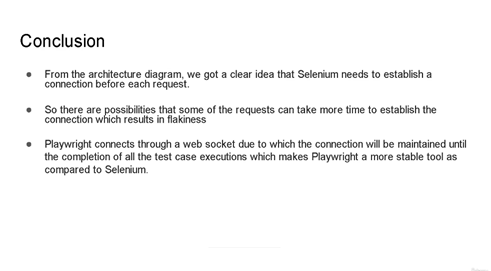 Conclusion
● From the architecture diagram, we got a clear idea that Selenium needs to establish a
connection before each request.
● So there are possibilities that some of the requests can take more time to establish the
connection which results in flakiness
● Playwright connects through a web socket due to which the connection will be maintained until
the completion of all the test case executions which makes Playwright a more stable tool as
compared to Selenium.